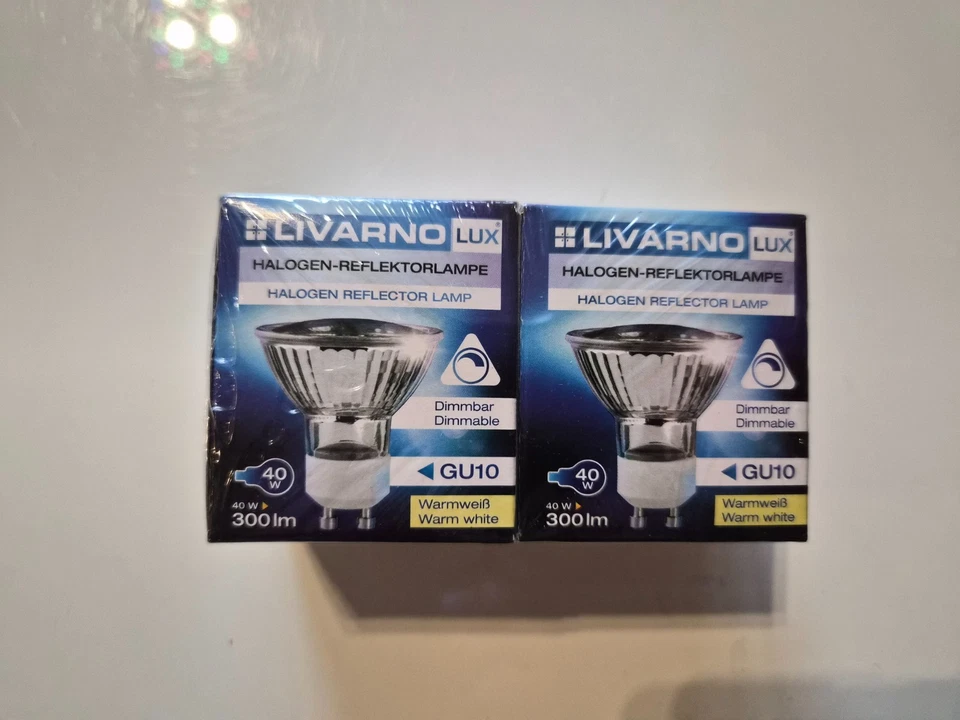 LIVARNO LUX
HALOGEN-REFLEKTORLAMPE
HALOGEN REFLECTOR LAMP
Dimmbar
Dimmable
GU10
40
W
40 W
300 lm
Warmweiß
Warm white
LIVARNO LUX
HALOGEN-REFLEKTORLAMPE
HALOGEN REFLECTOR LAMP
Dimmbar
Dimmable
GU10
40
W
40 W
300 lm
Warmweiß
Warm white